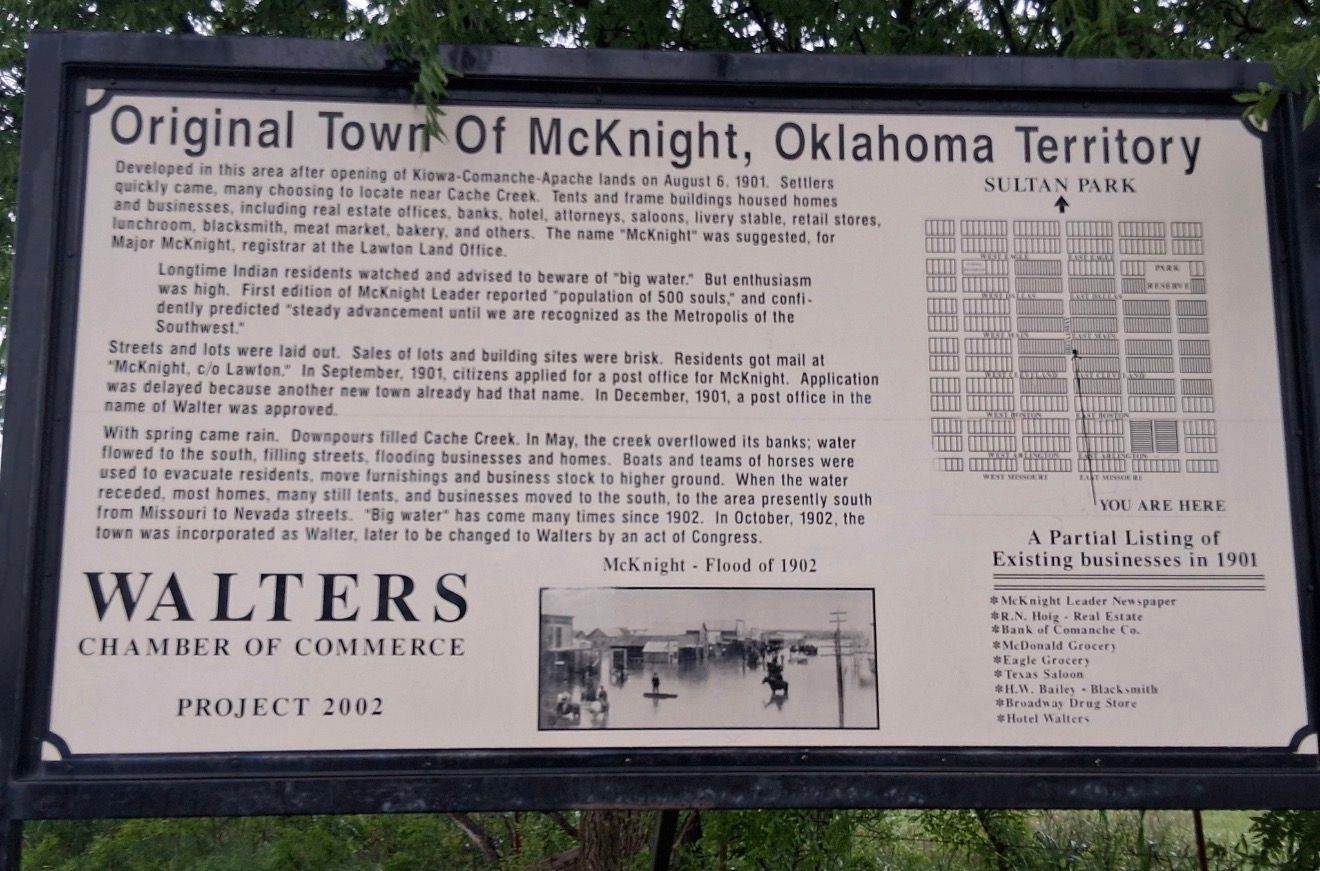 Original Town Of McKnight, Oklahoma Territory
Developed in this area after opening of Kiowa-Comanche-Apache lands on August 6, 1901. Settlers
quickly came, many choosing to locate near Cache Creek. Tents and frame buildings housed homes
and businesses, including real estate offices, banks, hotel, attorneys, saloons, livery stable, retail stores,
lunchroom, blacksmith, meat market, bakery, and others. The name "McKnight" was suggested, for
Major McKnight, registrar at the Lawton Land Office.
Longtime Indian residents watched and advised to beware of "big water." But enthusiasm
was high. First edition of McKnight Leader reported "population of 500 souls," and confi-
dently predicted "steady advancement until we are recognized as the Metropolis of the
Southwest."
Streets and lots were laid out. Sales of lots and building sites were brisk. Residents got mail at
"McKnight, c/o Lawton." In September, 1901, citizens applied for a post office for McKnight. Application
was delayed because another new town already had that name. In December, 1901, a post office in the
name of Walter was approved.
With spring came rain. Downpours filled Cache Creek. In May, the creek overflowed its banks; water
flowed to the south, filling streets, flooding businesses and homes. Boats and teams of horses were
used to evacuate residents, move furnishings and business stock to higher ground. When the water
receded, most homes, many still tents, and businesses moved to the south, to the area presently south
from Missouri to Nevada streets. "Big water" has come many times since 1902. In October, 1902, the
town was incorporated as Walter, later to be changed to Walters by an act of Congress.
WALTERS
CHAMBER OF COMMERCE
PROJECT 2002
McKnight - Flood of 1902
SULTAN PARK
WEST EAGLE EAST EAGLE
PARK
RESERVE
WEST DALLAS EAST DALLAS
WEST MAIN EAST MAIN
WEST CLEVELAND EAST CLEVELAND
WEST BOSTON EAST BOSTON
WEST ARLINGTON EAST ARLINGTON
WEST MISSOURI EAST MISSOURI
YOU ARE HERE
A Partial Listing of
Existing businesses in 1901
*McKnight Leader Newspaper
*R.N. Hoig - Real Estate
*Bank of Comanche Co.
*McDonald Grocery
*Eagle Grocery
*Texas Saloon
*H.W. Bailey - Blacksmith
*Broadway Drug Store
*Hotel Walters